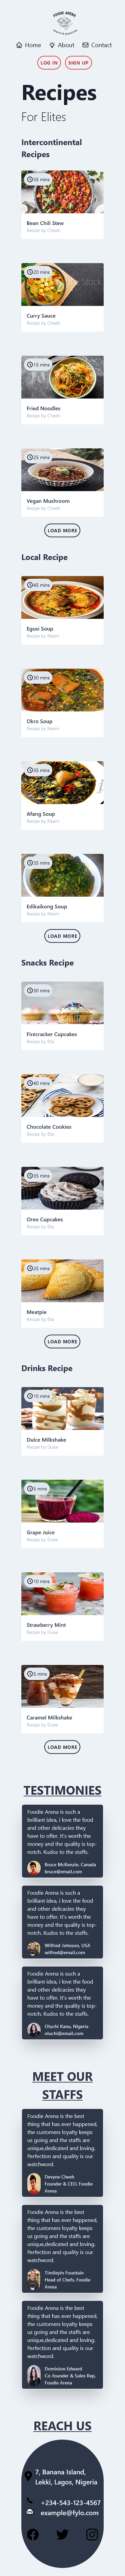 FOODIE ARENA
Home
About
Contact
LOG IN
SIGN UP
Recipes
For Elites
Intercontinental
Recipes
35 mins
Bean Chili Stew
Recipe by Cheeh
20 mins
Curry Sauce
Recipe by Cheeh
15 mins
Fried Noodles
Recipe by Cheeh
25 mins
Vegan Mushroom
Recipe by Cheeh
LOAD MORE
Local Recipe
45 mins
Egusi Soup
Recipe by Nkem
30 mins
Okro Soup
Recipe by Nkem
35 mins
Afang Soup
Recipe by Nkem
35 mins
Edikaikong Soup
Recipe by Nkem
LOAD MORE
Snacks Recipe
30 mins
Firecracker Cupcakes
Recipe by Ella
40 mins
Chocolate Cookies
Recipe by Ella
35 mins
Oreo Cupcakes
Recipe by Ella
25 mins
Meatpie
Recipe by Ella
LOAD MORE
Drinks Recipe
10 mins
Dulce Milkshake
Recipe by Duke
5 mins
Grape Juice
Recipe by Duke
10 mins
Strawberry Mint
Recipe by Duke
5 mins
Caramel Milkshake
Recipe by Duke
LOAD MORE
TESTIMONIES
Foodie Arena is such a
brilliant idea, i love the food
and other delicacies they
have to offer. It's worth the
money and the quality is top-
notch. Kudos to the staffs.
Bruce McKenzie, Canada
bruce@email.com
Foodie Arena is such a
brilliant idea, i love the food
and other delicacies they
have to offer. It's worth the
money and the quality is top-
notch. Kudos to the staffs.
Wilfred Johnson, USA
wilfred@email.com
Foodie Arena is such a
brilliant idea, i love the food
and other delicacies they
have to offer. It's worth the
money and the quality is top-
notch. Kudos to the staffs.
Oluchi Kanu, Nigeria
oluchi@email.com
MEET OUR
STAFFS
Foodie Arena is the best
thing that has ever happened,
the customers loyalty keeps
us going and the staffs are
unique,dedicated and loving.
Perfection and quality is our
watchword.
Denyne Cheeh
Founder & CEO, Foodie
Arena
Foodie Arena is the best
thing that has ever happened,
the customers loyalty keeps
us going and the staffs are
unique,dedicated and loving.
Perfection and quality is our
watchword.
Timilayin Fountain
Head of Chefs, Foodie
Arena
Foodie Arena is the best
thing that has ever happened,
the customers loyalty keeps
us going and the staffs are
unique,dedicated and loving.
Perfection and quality is our
watchword.
Dominion Edward
Co-founder & Sales Rep,
Foodie Arena
REACH US
7, Banana Island,
Lekki, Lagos, Nigeria
+234-543-123-4567
example@fylo.com